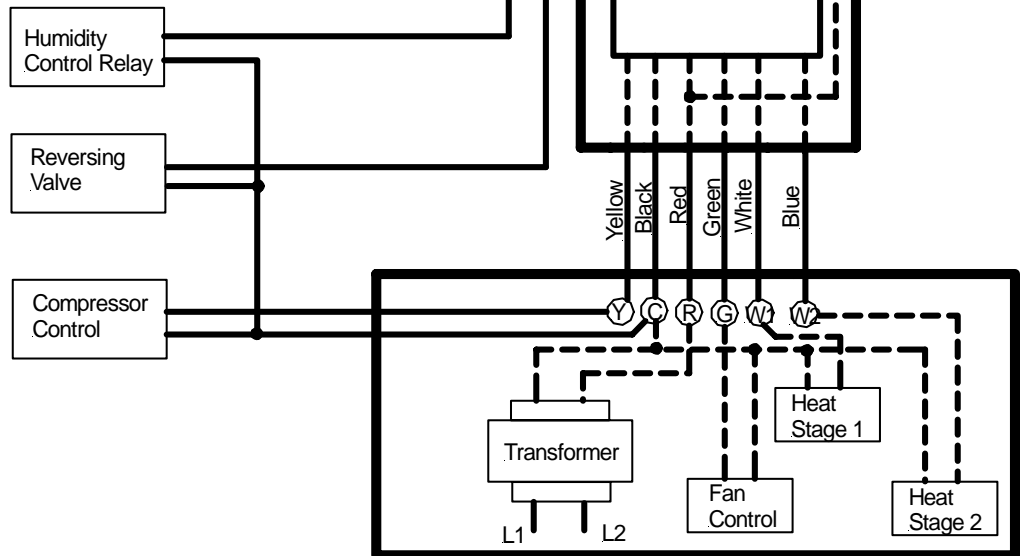 Humidity
Control Relay
Reversing
Valve
Yellow
Black
Red
Green
White
Blue
Compressor
Control
Y
C
R
G
W1
W2
Heat
Stage 1
Transformer
Fan
Control
Heat
Stage 2
L1
L2